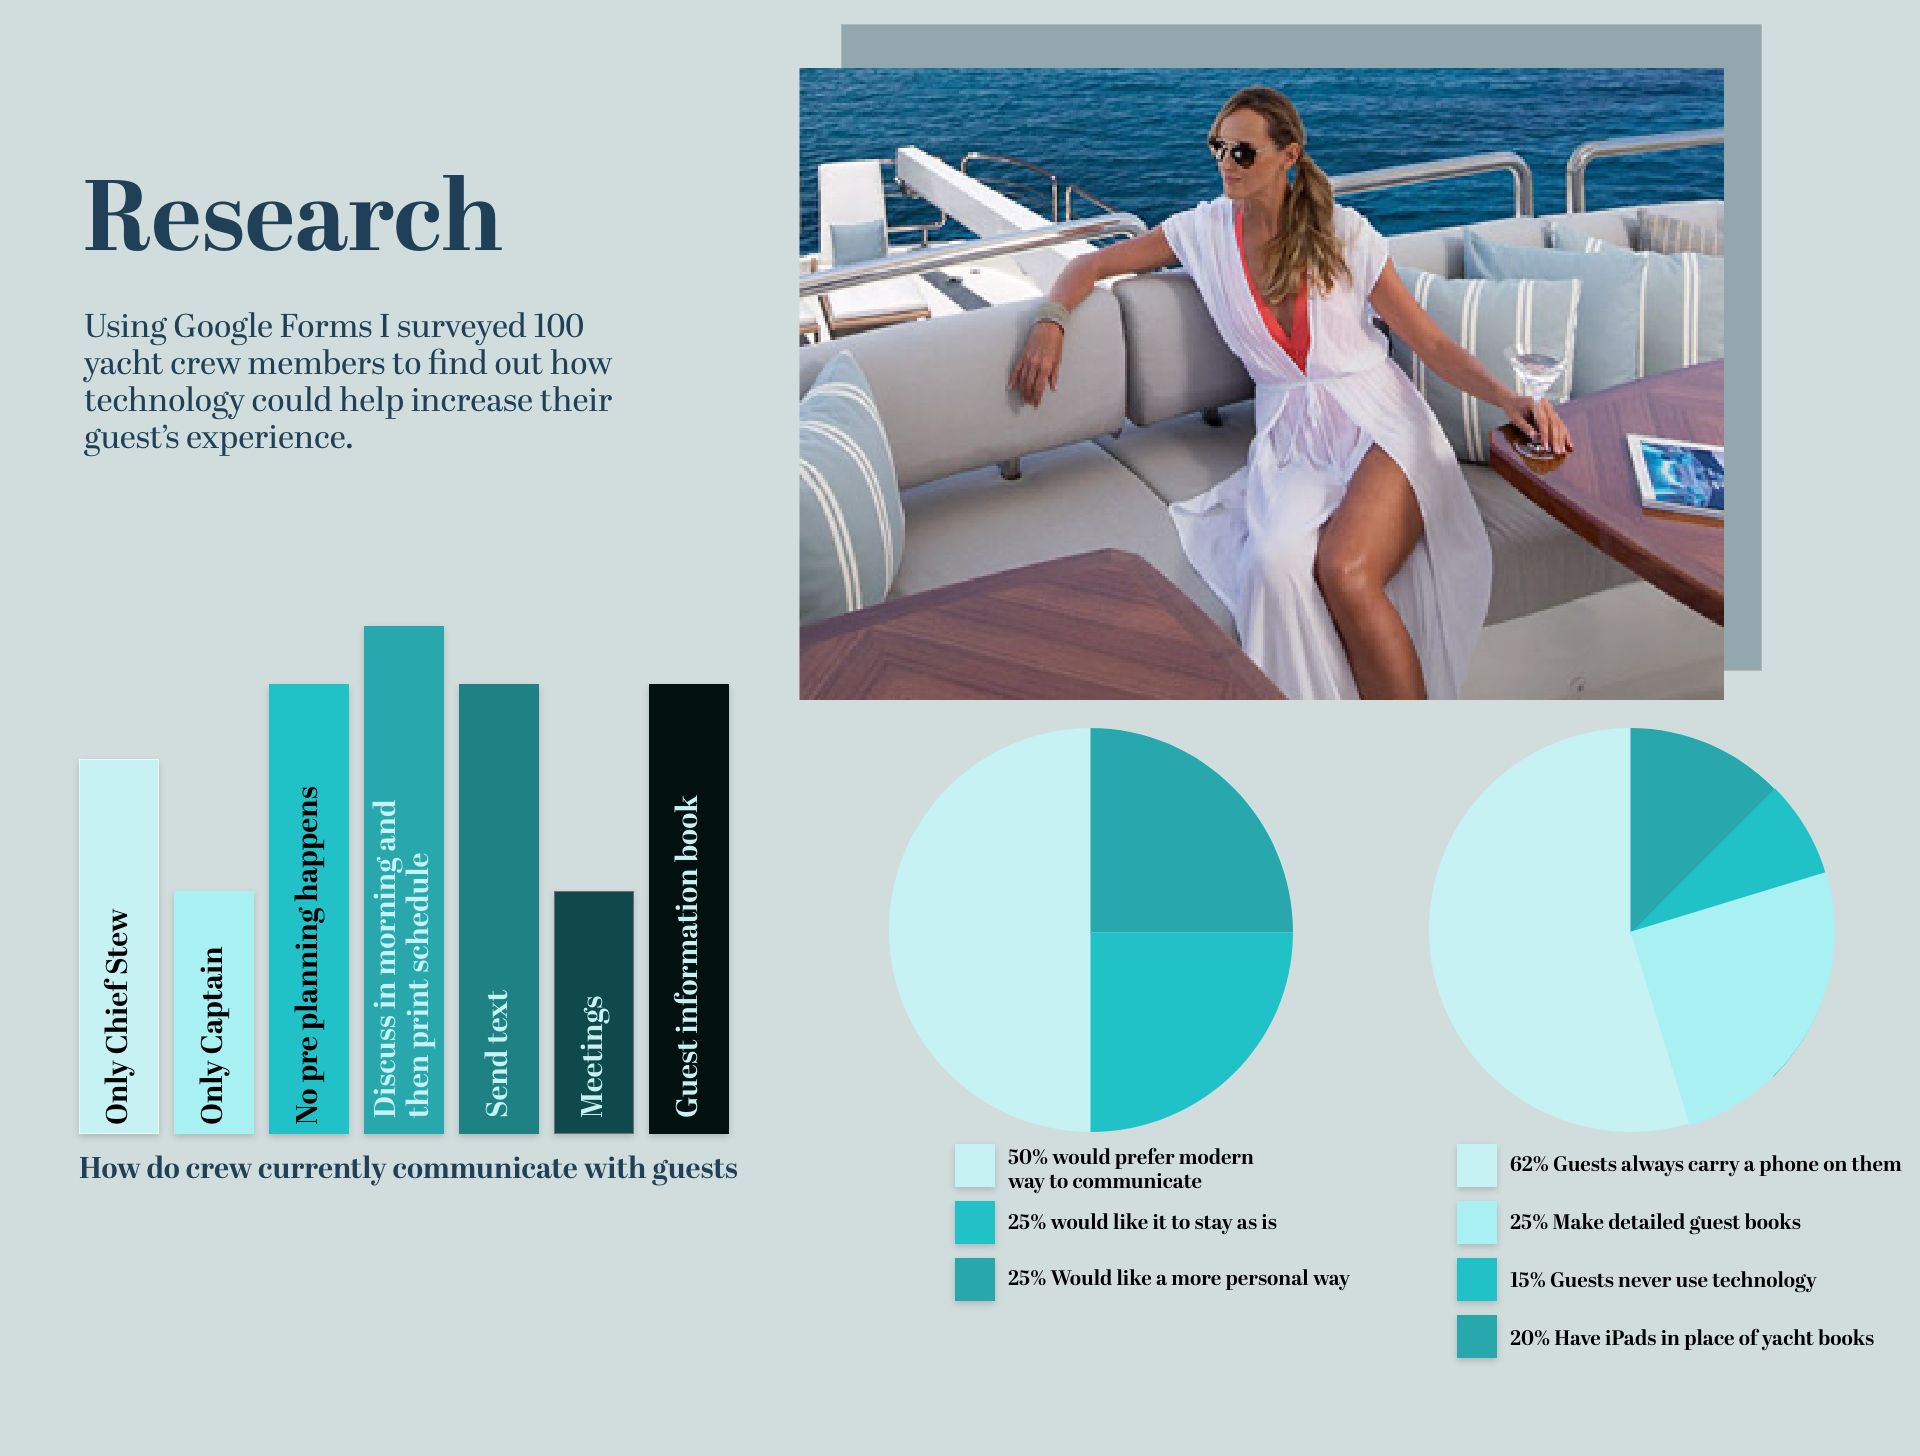 Research
Using Google Forms I surveyed 100
yacht crew members to find out how
technology could help increase their
guest's experience.
Only Chief Stew
Only Captain
No pre planning happens
Discuss in morning and
then print schedule
Send text
Meetings
Guest information book
How do crew currently communicate with guests
50% would prefer modern
way to communicate
25% would like it to stay as is
25% Would like a more personal way
62% Guests always carry a phone on them
25% Make detailed guest books
15% Guests never use technology
20% Have iPads in place of yacht books